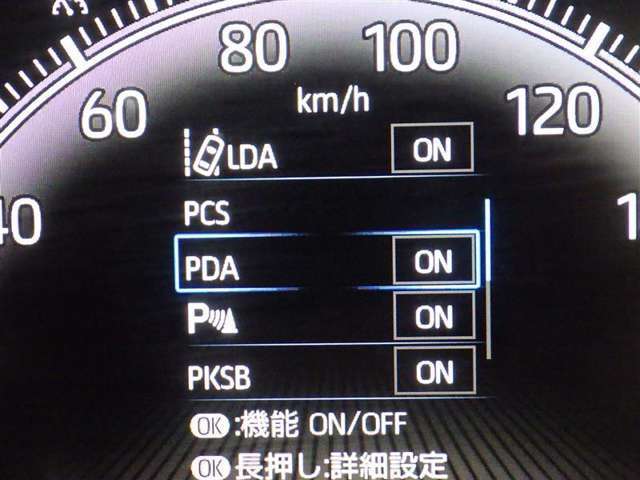 80 100
km/h
60 120
40 1
LDA ON
PCS
PDA ON
P ON
PKSB ON
OK:機能 ON/OFF
OK長押し:詳細設定